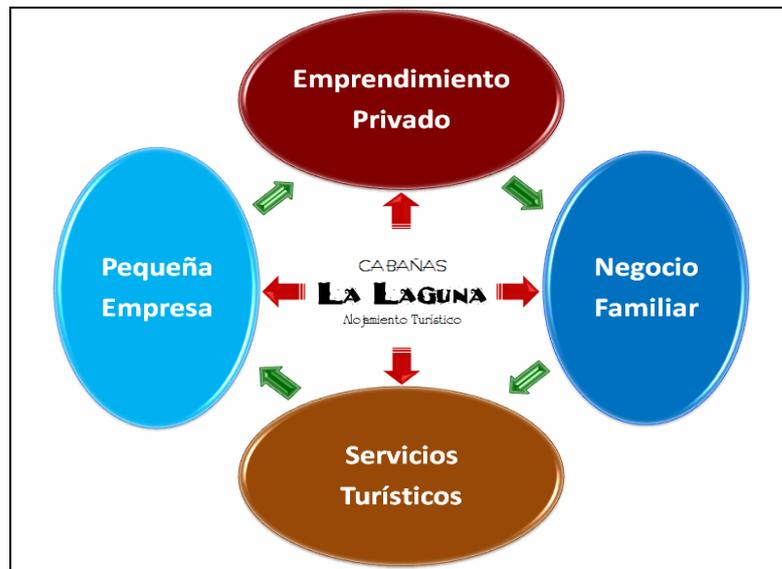 Emprendimiento
Privado
Pequeña
Empresa
CABAÑAS
LA LAGUNA
Alojamiento Turístico
Negocio
Familiar
Servicios
Turísticos